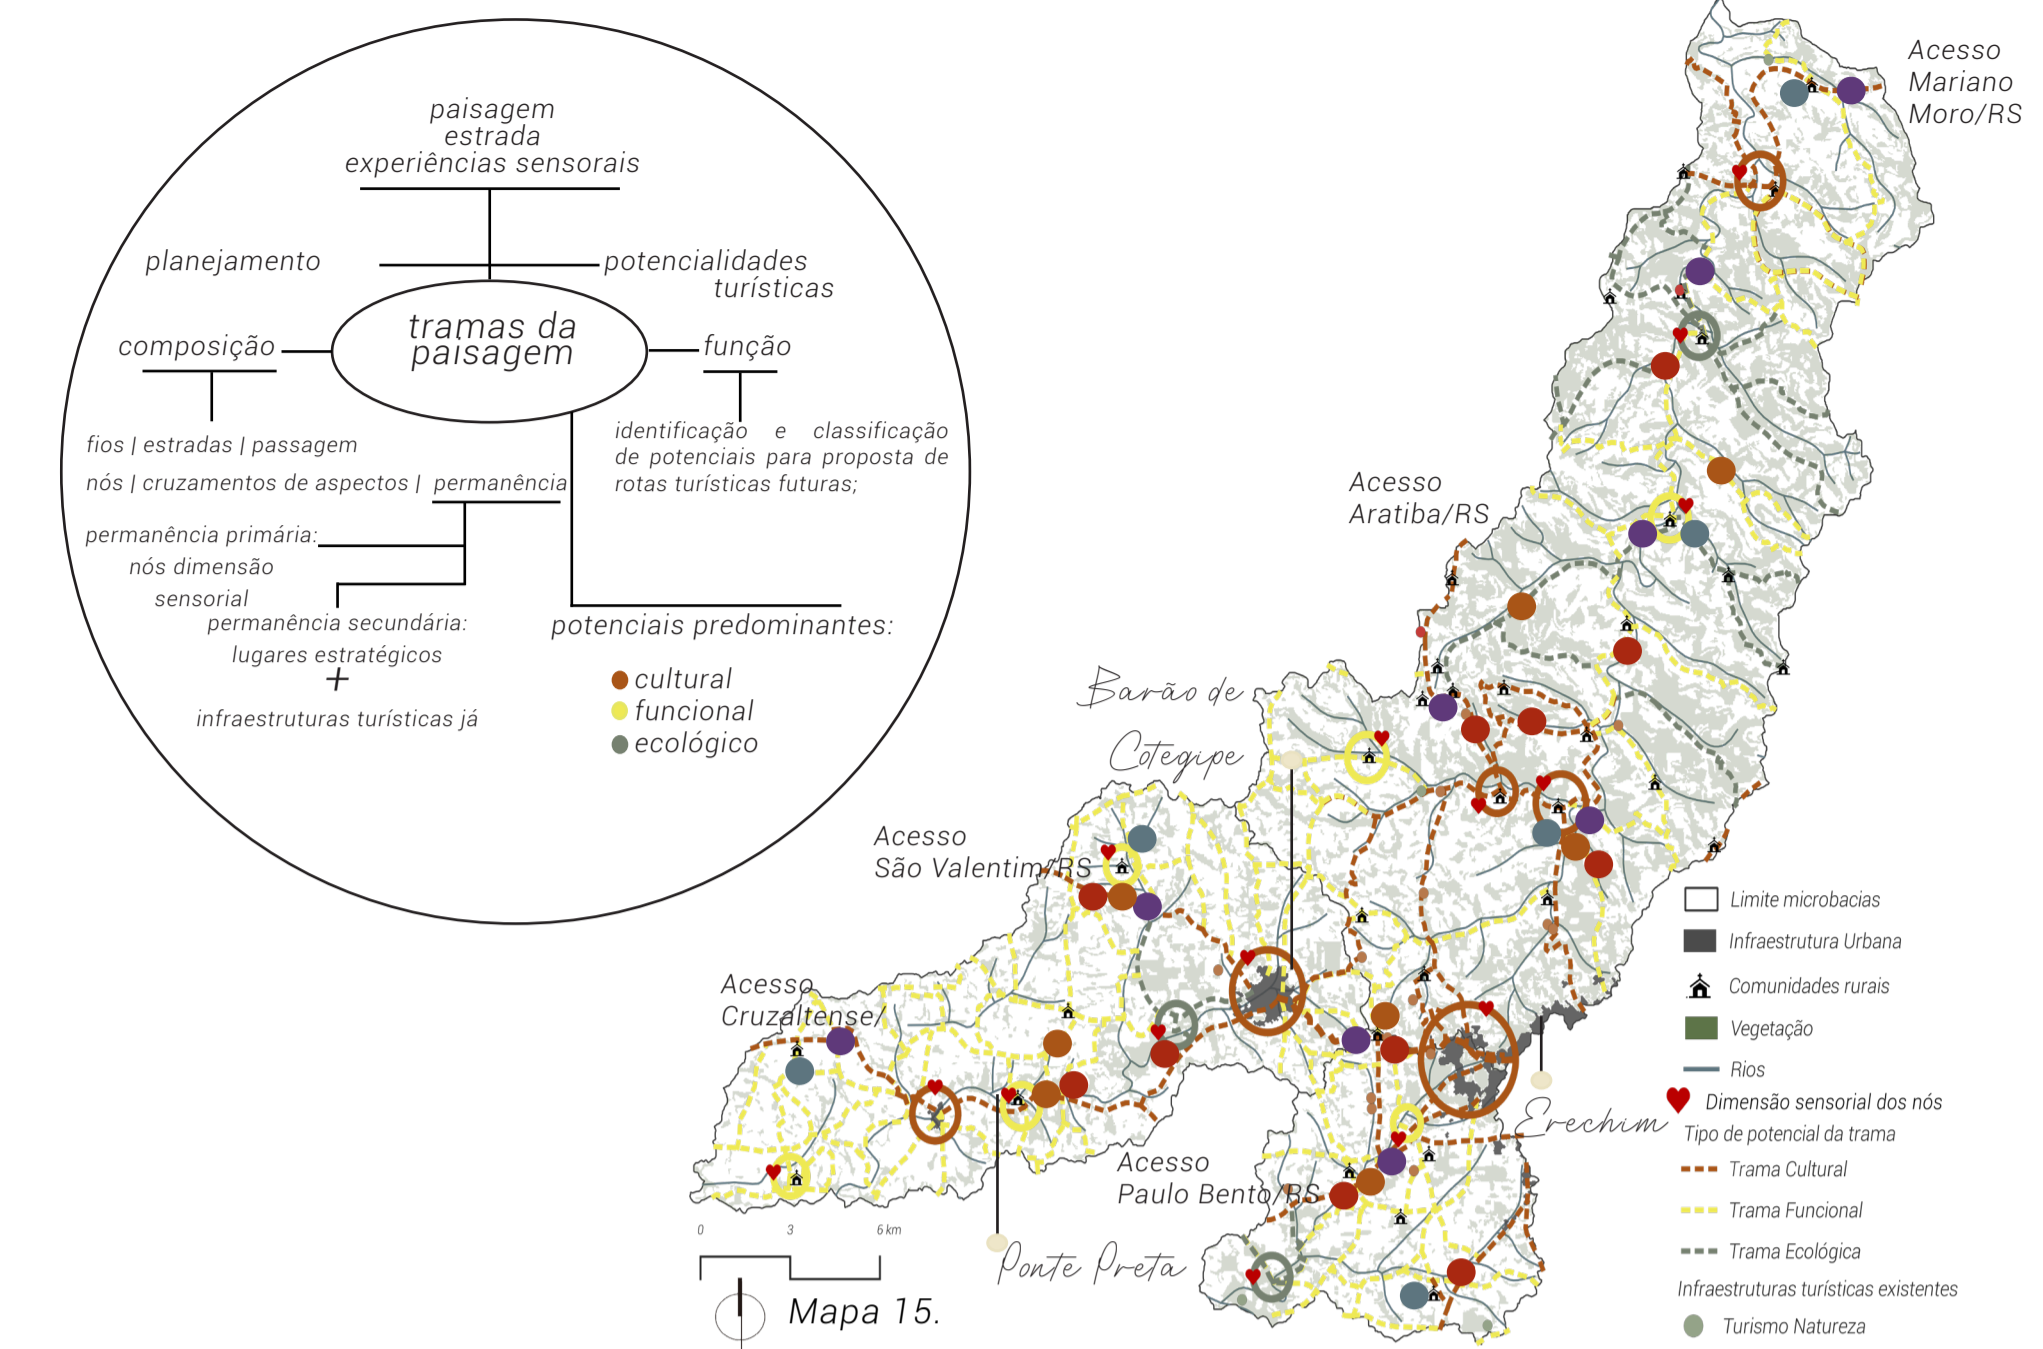 paisagem
estrada
experiências sensorais
planejamento
potencialidades
turísticas
tramas da
paisagem
composição
função
fios | estradas | passagem
nós | cruzamentos de aspectos | permanência
identificação e classificação
de potenciais para proposta de
rotas turísticas futuras;
permanência primária:
nós dimensão
sensorial
permanência secundária:
lugares estratégicos
+
infraestruturas turísticas já
potenciais predominantes:
cultural
funcional
ecológico
Acesso
Mariano
Moro/RS
Acesso
Aratiba/RS
Barão de
Cotegipe
Acesso
São Valentim/RS
Acesso
Cruzaltense/
Acesso
Paulo Bento/RS
Erechim
Ponte Preta
0 3 6 km
Mapa 15.
Limite microbacias
Infraestrutura Urbana
Comunidades rurais
Vegetação
Rios
Dimensão sensorial dos nós
Tipo de potencial da trama
Trama Cultural
Trama Funcional
Trama Ecológica
Infraestruturas turísticas existentes
Turismo Natureza